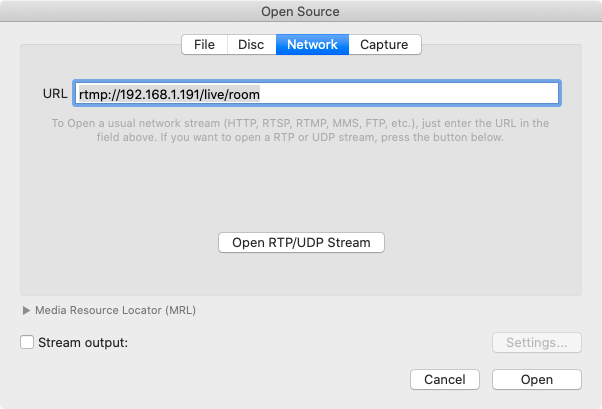 Open Source
File Disc Network Capture
URL rtmp://192.168.1.191/live/room
To Open a usual network stream (HTTP, RTSP, RTMP, MMS, FTP, etc.), just enter the URL in the
field above. If you want to open a RTP or UDP stream, press the button below.
Open RTP/UDP Stream
Media Resource Locator (MRL)
Stream output: Settings...
Cancel Open